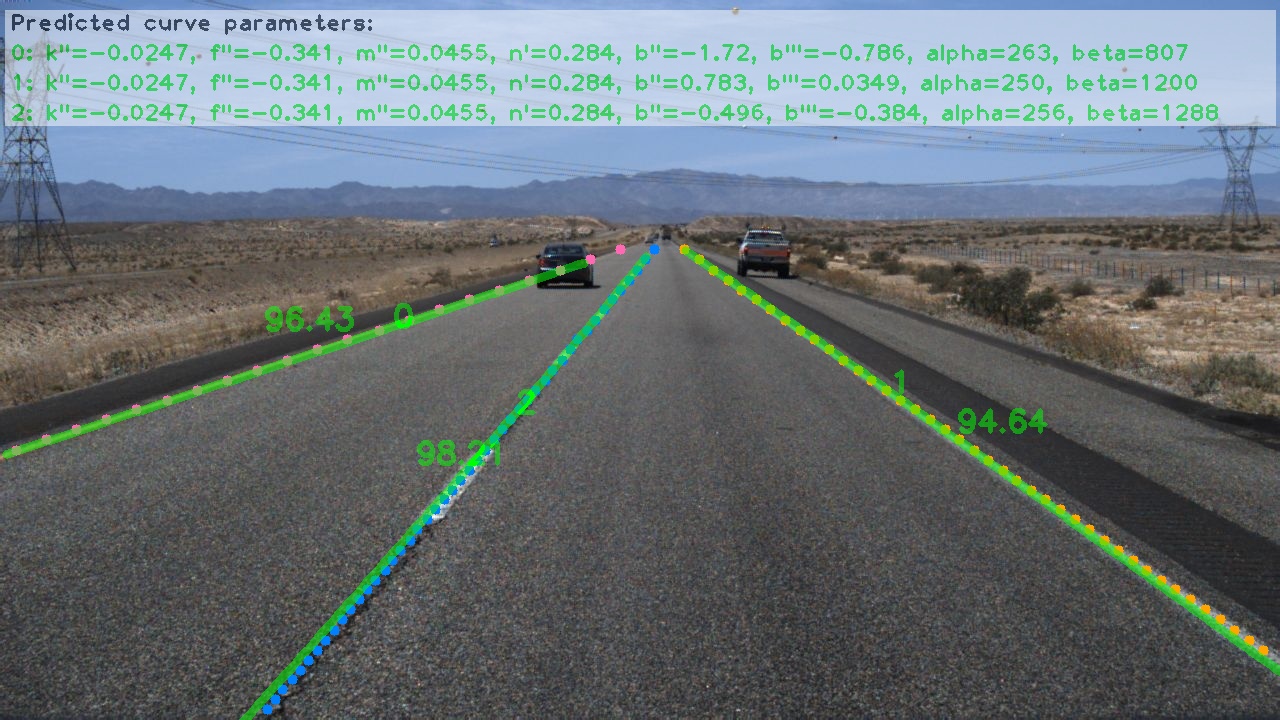 Predicted curve parameters:
0: k''=-0.0247, f''=-0.341, m''=0.0455, n'=0.284, b''=-1.72, b'''=-0.786, alpha=263, beta=807
1: k''=-0.0247, f''=-0.341, m''=0.0455, n'=0.284, b''=0.783, b'''=0.0349, alpha=250, beta=1200
2: k''=-0.0247, f''=-0.341, m''=0.0455, n'=0.284, b''=-0.496, b'''=-0.384, alpha=256, beta=1288
96.43 0
1
2
94.64
98.21